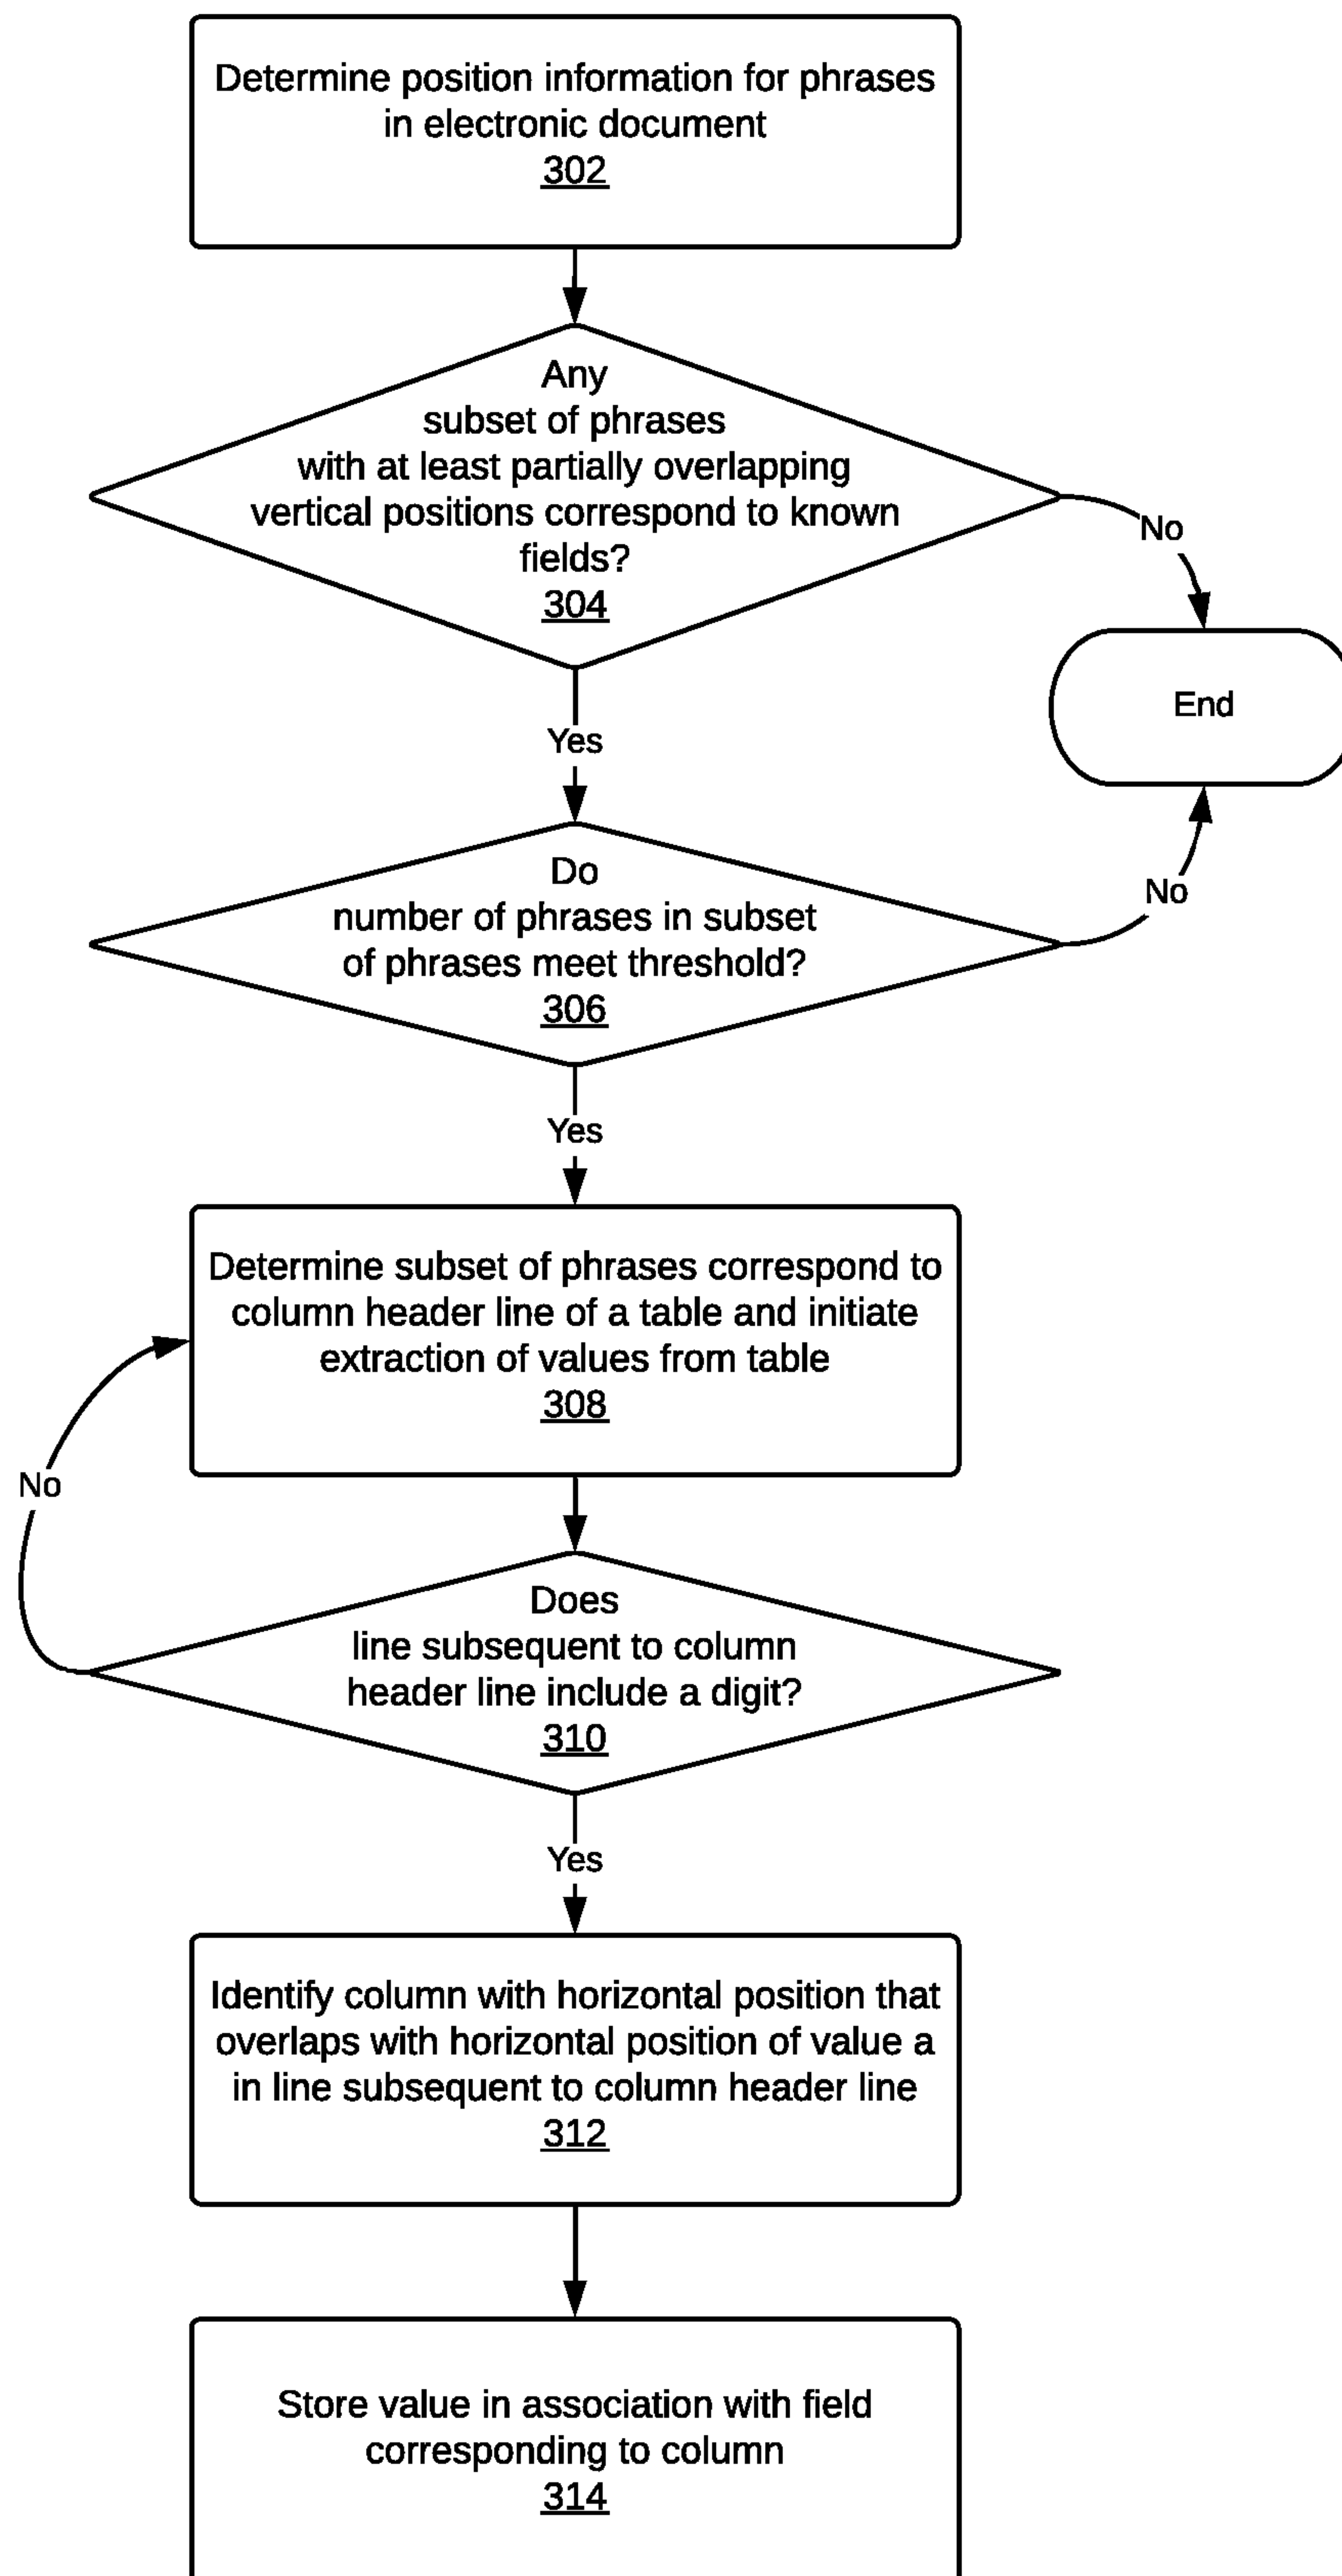 Determine position information for phrases
in electronic document
302
Any
subset of phrases
with at least partially overlapping
vertical positions correspond to known
fields?
304
No
End
Yes
Do
number of phrases in subset
of phrases meet threshold?
306
No
Yes
Determine subset of phrases correspond to
column header line of a table and initiate
extraction of values from table
308
No
Does
line subsequent to column
header line include a digit?
310
Yes
Identify column with horizontal position that
overlaps with horizontal position of value a
in line subsequent to column header line
312
Store value in association with field
corresponding to column
314